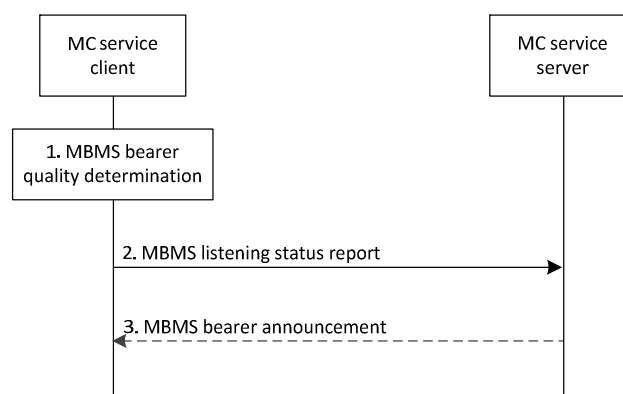 MC service
client
MC service
server
1. MBMS bearer
quality determination
2. MBMS listening status report
3. MBMS bearer announcement